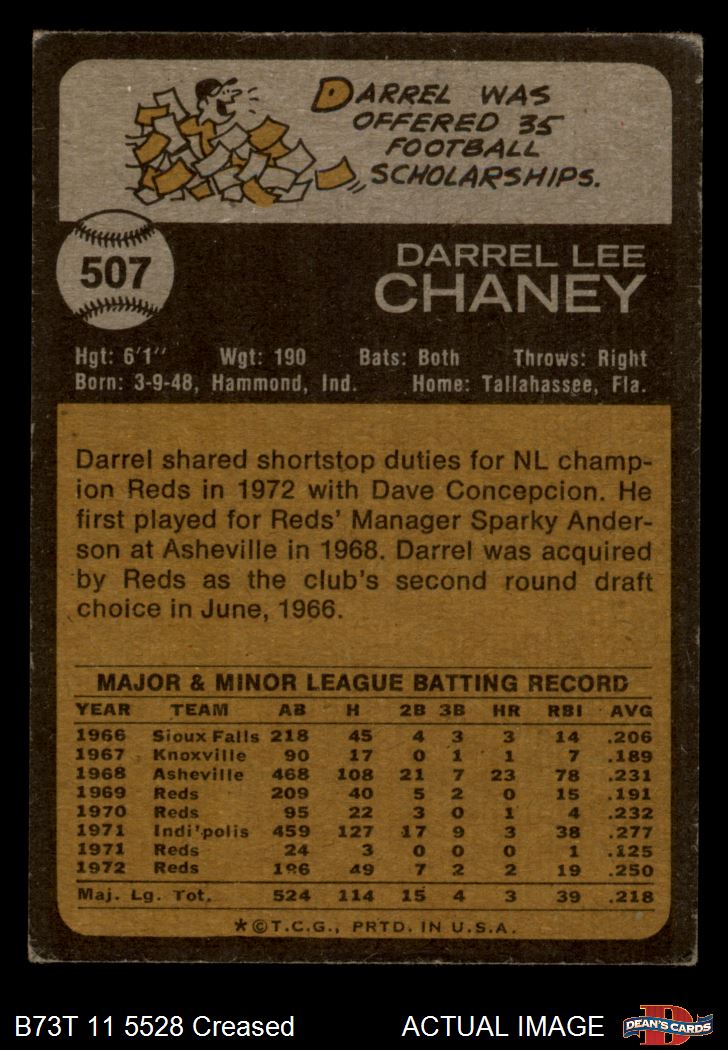 DARREL WAS
OFFERED 35
FOOTBALL
SCHOLARSHIPS.
507
DARREL LEE
CHANEY
Hgt: 6'1" Wgt: 190 Bats: Both Throws: Right
Born: 3-9-48, Hammond, Ind. Home: Tallahassee, Fla.
Darrel shared shortstop duties for NL champ-
ion Reds in 1972 with Dave Concepcion. He
first played for Reds' Manager Sparky Ander-
son at Asheville in 1968. Darrel was acquired
by Reds as the club's second round draft
choice in June, 1966.
MAJOR & MINOR LEAGUE BATTING RECORD
YEAR TEAM AB H 2B 3B HR RBI AVG
1966 Sioux Falls 218 45 4 3 3 14 .206
1967 Knoxville 90 17 0 1 1 7 .189
1968 Asheville 468 108 21 7 23 78 .231
1969 Reds 209 40 5 2 0 15 .191
1970 Reds 95 22 3 0 1 4 .232
1971 Indi'polis 459 127 17 9 3 38 .277
1971 Reds 24 3 0 0 0 1 .125
1972 Reds 196 49 7 2 2 19 .250
Maj. Lg. Tot. 524 114 15 4 3 39 .218
*©T.C.G., PRTD. IN U.S.A.
B73T 11 5528 Creased ACTUAL IMAGE
D
DEAN'S CARDS